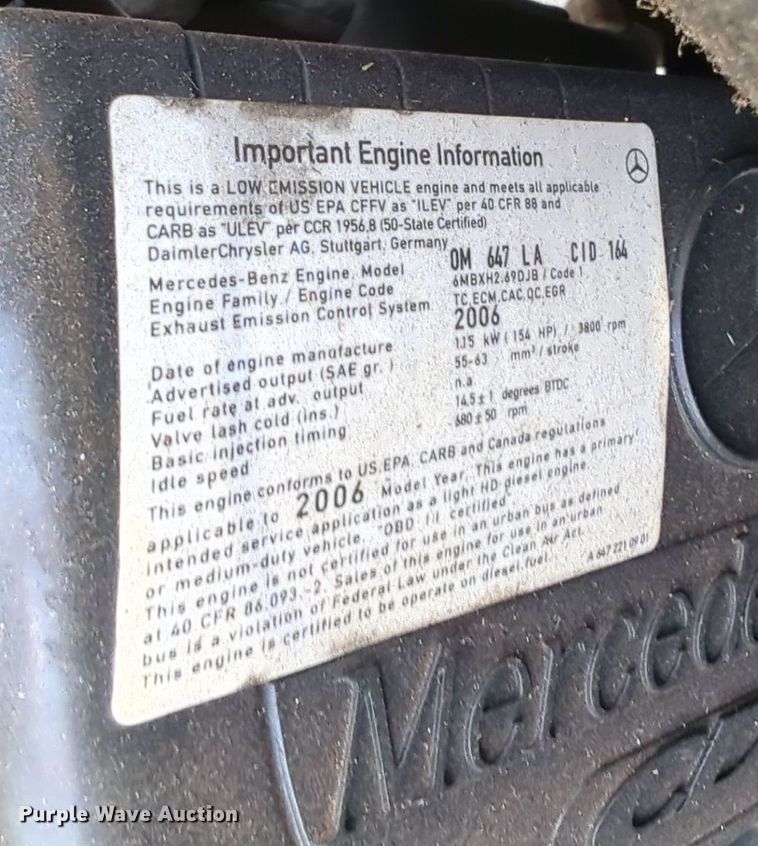 Important Engine Information
This is a LOW EMISSION VEHICLE engine and meets all applicable
requirements of US EPA CFFV as "ILEV" per 40 CFR 88 and
CARB as "ULEV" per CCR 1956,8 (50-State Certified)
DaimlerChrysler AG, Stuttgart, Germany
Mercedes-Benz Engine, Model OM 647 LA CID 164
Engine Family / Engine Code 6MBXH2.69DJB / Code 1
Exhaust Emission Control System TC,ECM,CAC,OC,EGR
Date of engine manufacture 2006
Advertised output (SAE gr.) 115 kW (154 HP) / 3800 rpm
Fuel rate at adv. output 55-63 mm³/stroke
Valve lash cold (ins.) n.a.
Basic injection timing 14,5±1 degrees BTDC
Idle speed 680±50 rpm
This engine conforms to US EPA, CARB and Canada regulations
applicable to 2006 Model Year. This engine has a primary
intended service application as a light HD diesel engine
or medium-duty vehicle. "OBD certified"
This engine is not certified for use in an urban bus as defined
at 40 CFR 86.093.-2. Sales of this engine for use in an urban
bus is a violation of Federal Law under the Clean Air Act.
This engine is certified to be operate on diesel fuel.
A 647 221 09 01
Mercede
Purple Wave Auction